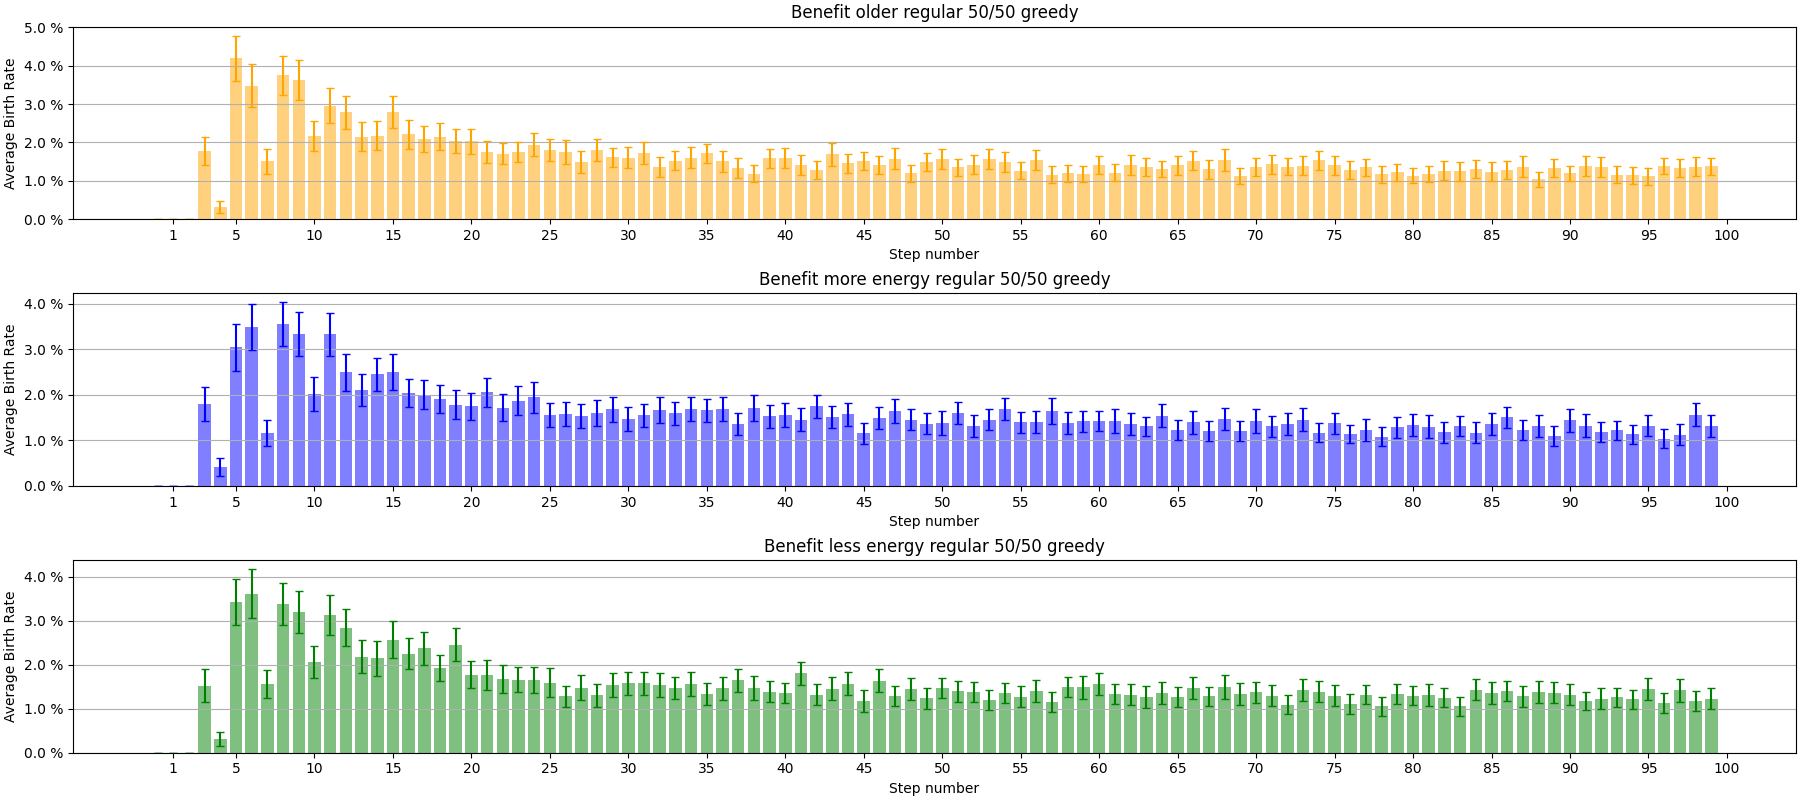 Benefit older regular 50/50 greedy
Average Birth Rate
5.0 %
4.0 %
3.0 %
2.0 %
1.0 %
0.0 %
1 5 10 15 20 25 30 35 40 45 50 55 60 65 70 75 80 85 90 95 100
Step number
Benefit more energy regular 50/50 greedy
Average Birth Rate
4.0 %
3.0 %
2.0 %
1.0 %
0.0 %
1 5 10 15 20 25 30 35 40 45 50 55 60 65 70 75 80 85 90 95 100
Step number
Benefit less energy regular 50/50 greedy
Average Birth Rate
4.0 %
3.0 %
2.0 %
1.0 %
0.0 %
1 5 10 15 20 25 30 35 40 45 50 55 60 65 70 75 80 85 90 95 100
Step number